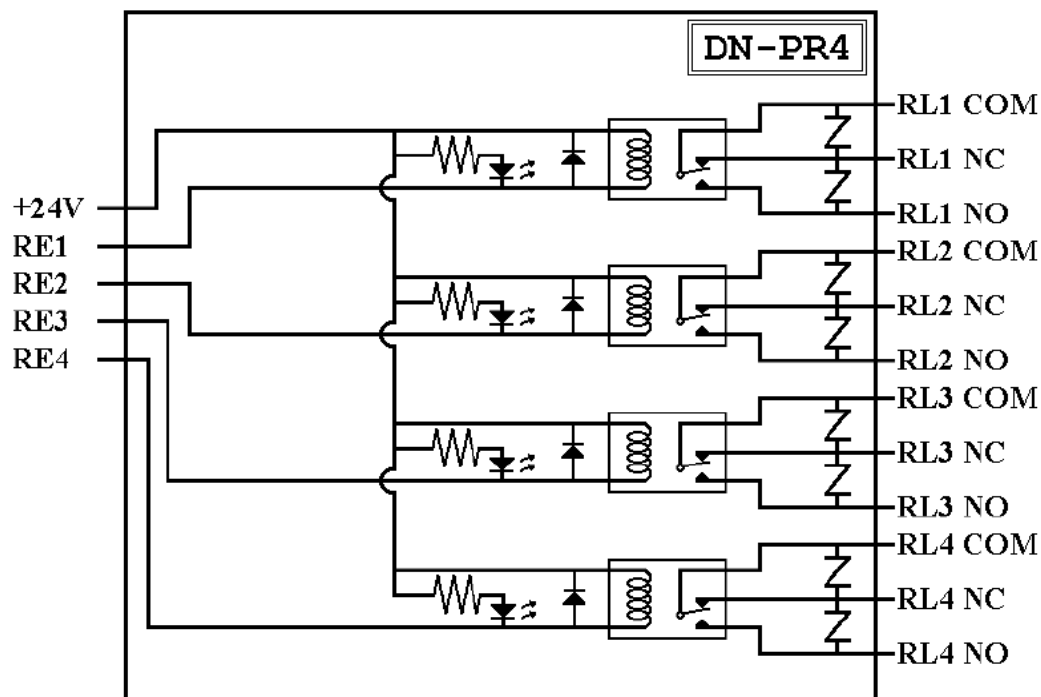 DN-PR4
+24V
RE1
RE2
RE3
RE4
RL1 COM
RL1 NC
RL1 NO
RL2 COM
RL2 NC
RL2 NO
RL3 COM
RL3 NC
RL3 NO
RL4 COM
RL4 NC
RL4 NO